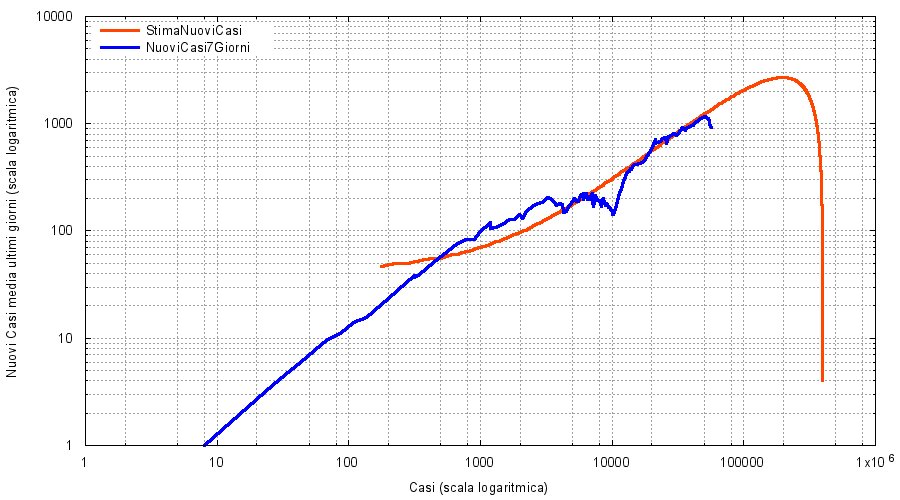 10000
1000
100
10
1
StimaNuoviCasi
NuoviCasi7Giorni
Nuovi Casi media ultimi giorni (scala logaritmica)
1 10 100 1000 10000 100000 1x10 6
Casi (scala logaritmica)